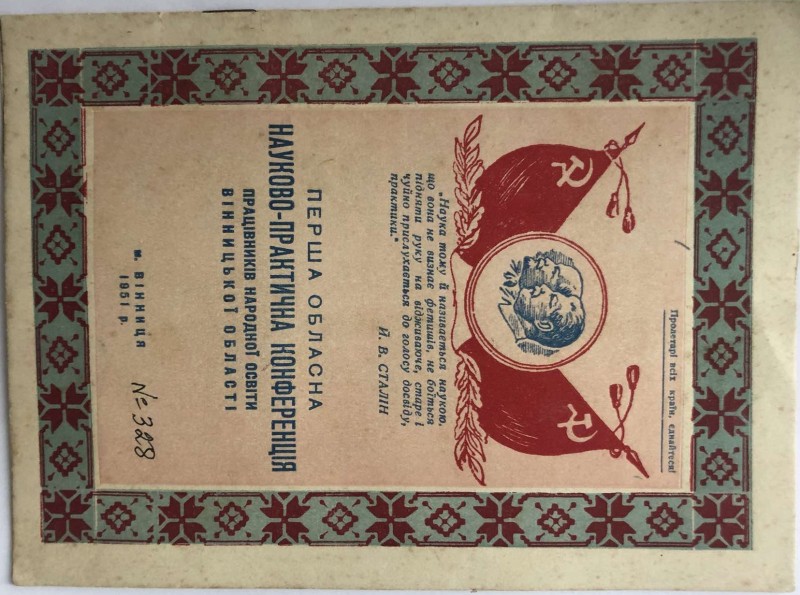 Пролетарі всіх країн, єднайтеся!
„Наука тому й називається наукою,
що вона не визнає фетишів, не боїться
підняти руку на відживаюче, старе і
чуйно прислухається до голосу досвіду,
практики.“
Й. В. СТАЛІН
ПЕРША ОБЛАСНА
НАУКОВО-ПРАКТИЧНА КОНФЕРЕНЦІЯ
ПРАЦІВНИКІВ НАРОДНОЇ ОСВІТИ
ВІННИЦЬКОЇ ОБЛАСТІ
м. ВІННИЦЯ
1951 р.
№ 328